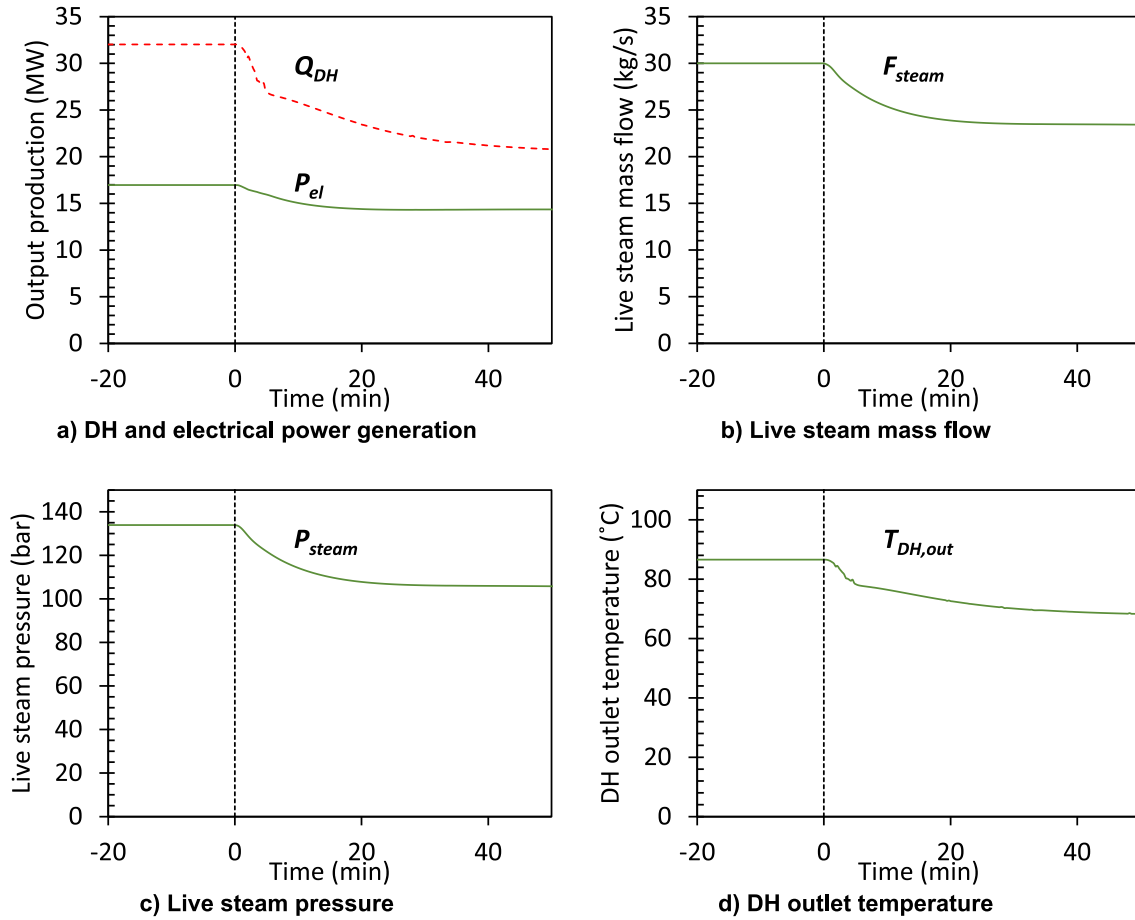 Output production (MW)
35
30
25
20
15
10
5
0
Q_DH
P_el
-20 0 20 40
Time (min)
a) DH and electrical power generation
Live steam mass flow (kg/s)
35
30
25
20
15
10
5
0
F_steam
-20 0 20 40
Time (min)
b) Live steam mass flow
Live steam pressure (bar)
140
120
100
80
60
40
20
0
P_steam
-20 0 20 40
Time (min)
c) Live steam pressure
DH outlet temperature (˚C)
100
80
60
40
20
0
T_DH,out
-20 0 20 40
Time (min)
d) DH outlet temperature